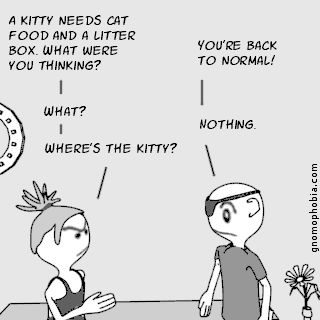 A KITTY NEEDS CAT
FOOD AND A LITTER
BOX. WHAT WERE
YOU THINKING?
YOU'RE BACK
TO NORMAL!
WHAT?
NOTHING.
WHERE'S THE KITTY?
gnomophobia.com